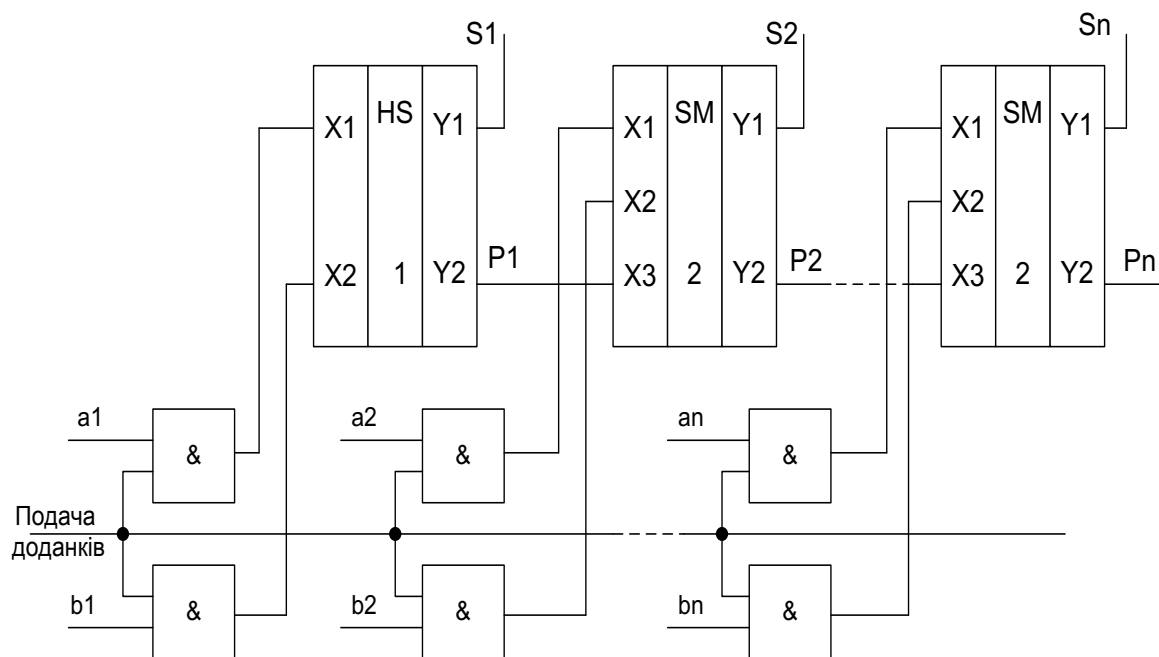 S1 S2 Sn
X1 HS Y1 X1 SM Y1 X1 SM Y1
X2 X2
P1 P2 Pn
X2 1 Y2 X3 2 Y2 X3 2 Y2
a1 a2 an
& & &
Подача
доданків
b1 & b2 & bn &